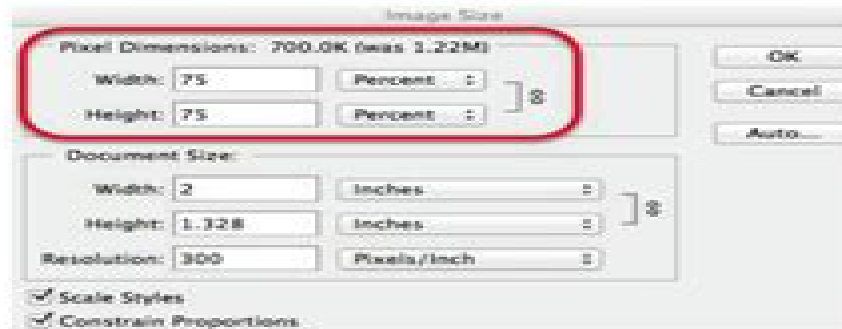 Image Size
Pixel Dimensions: 700.0K (was 1.22M)
Width: 75 Percent
Height: 75 Percent
OK
Cancel
Auto...
Document Size:
Width: 2 Inches
Height: 1.328 Inches
Resolution: 300 Pixels/Inch
Scale Styles
Constrain Proportions